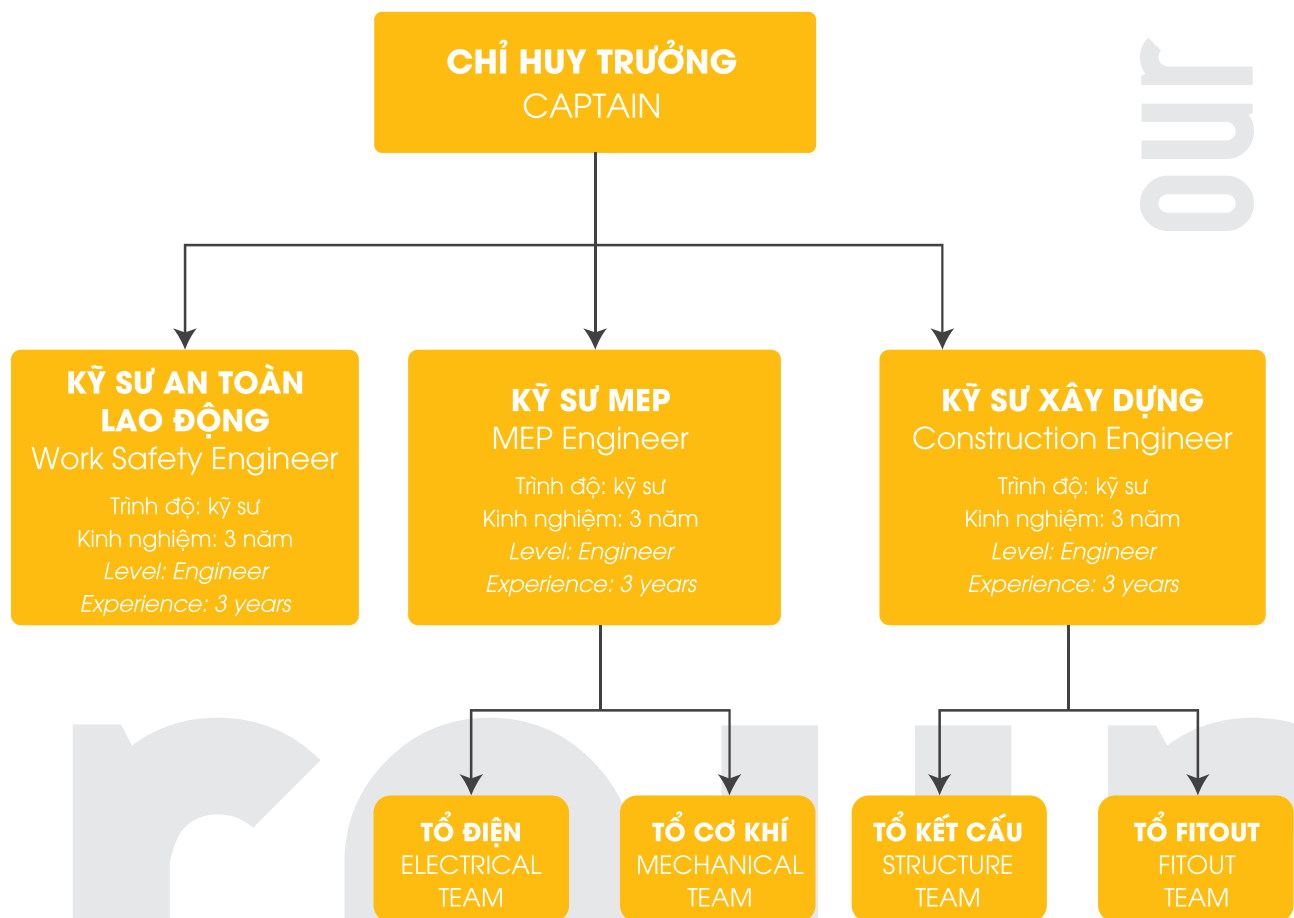 CHỈ HUY TRƯỞNG
CAPTAIN
our
KỸ SƯ AN TOÀN
LAO ĐỘNG
Work Safety Engineer
Trình độ: kỹ sư
Kinh nghiệm: 3 năm
Level: Engineer
Experience: 3 years
KỸ SƯ MEP
MEP Engineer
Trình độ: kỹ sư
Kinh nghiệm: 3 năm
Level: Engineer
Experience: 3 years
KỸ SƯ XÂY DỰNG
Construction Engineer
Trình độ: kỹ sư
Kinh nghiệm: 3 năm
Level: Engineer
Experience: 3 years
TỔ ĐIỆN
ELECTRICAL
TEAM
TỔ CƠ KHÍ
MECHANICAL
TEAM
TỔ KẾT CẤU
STRUCTURE
TEAM
TỔ FITOUT
FITOUT
TEAM